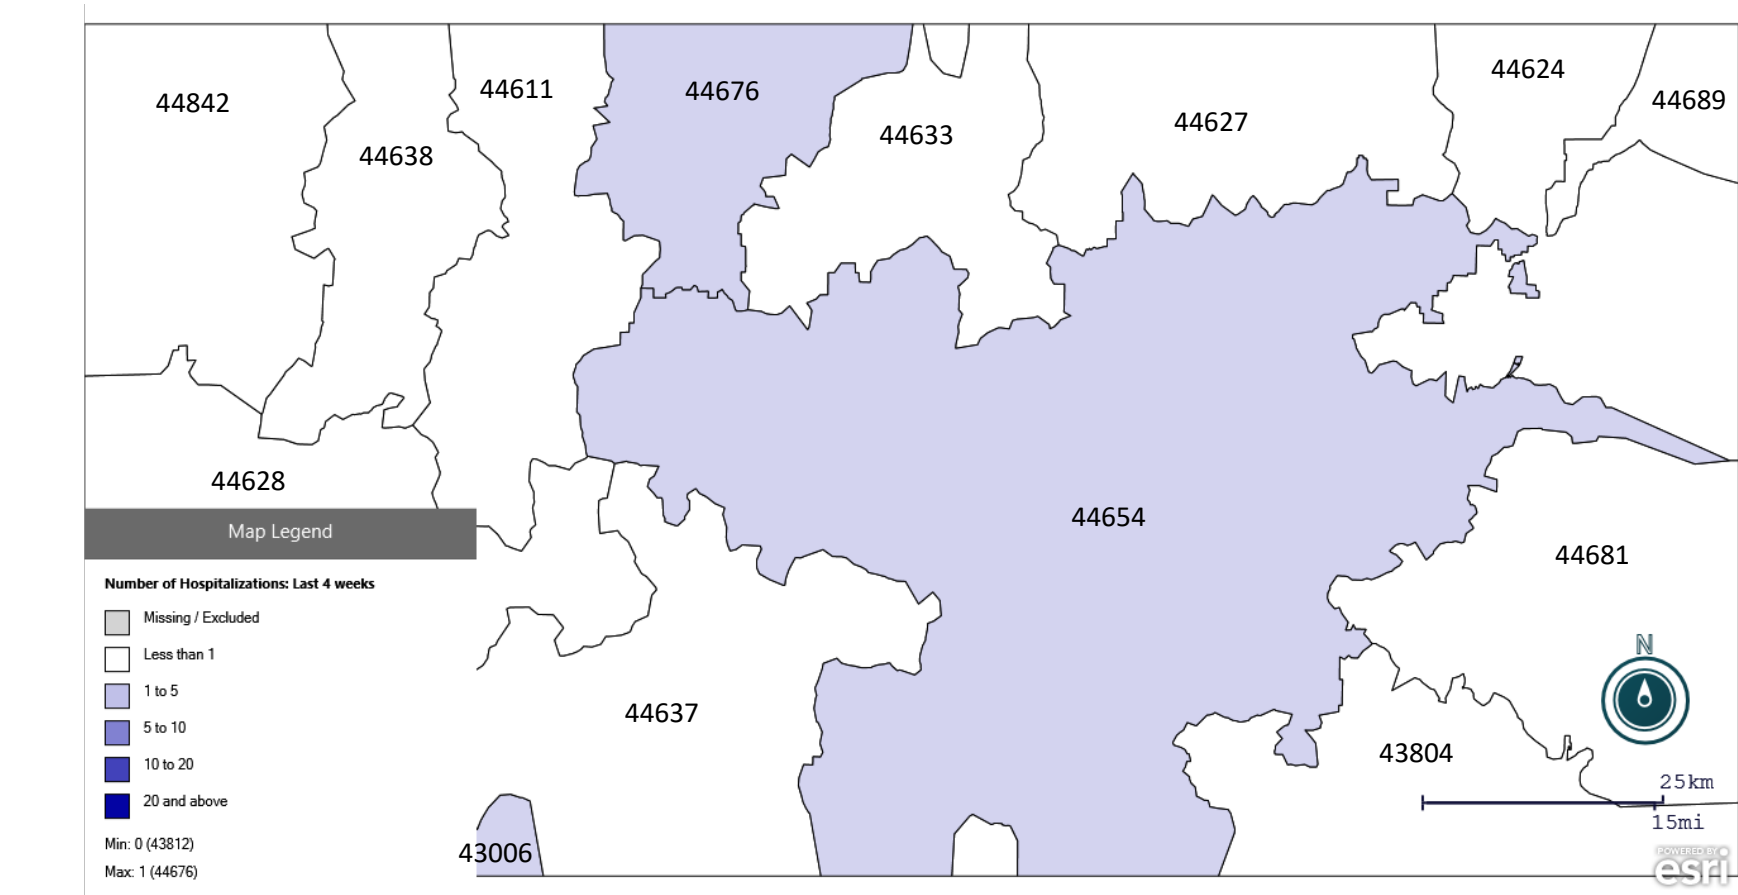 44624
44676
44611
44689
44842
44627
44633
44638
44628
44654
Map Legend
44681
Number of Hospitalizations: Last 4 weeks
Missing / Excluded
N
Less than 1
1 to 5
44637
5 to 10
43804
10 to 20
25km
20 and above
15mi
Min: 0 (43812)
43006
POWERED BY
esri
Max: 1 (44676)